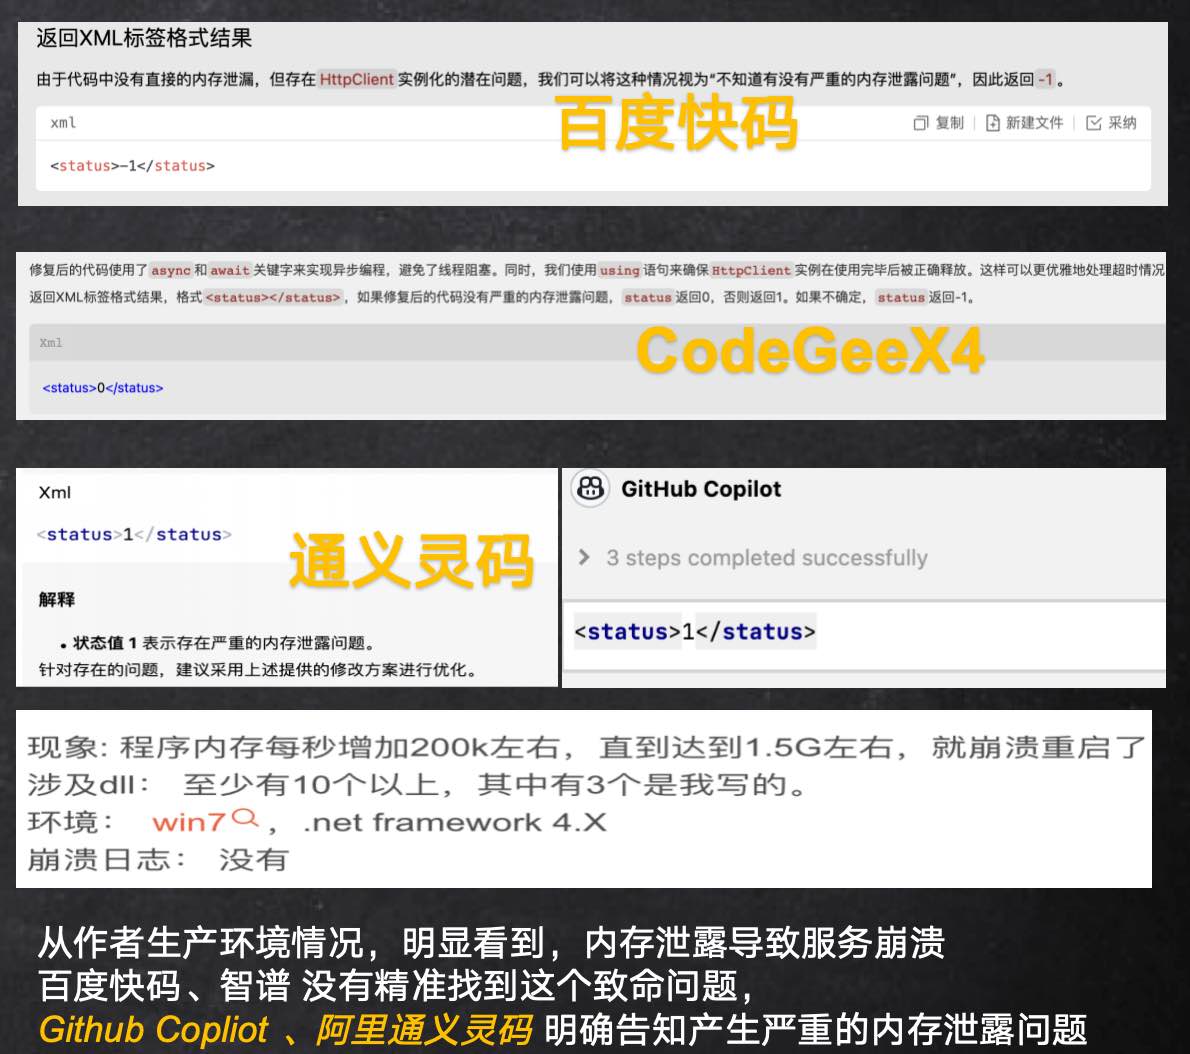 返回XML标签格式结果
由于代码中没有直接的内存泄漏，但存在 HttpClient 实例化的潜在问题，我们可以将这种情况视为“不知道有没有严重的内存泄露问题”，因此返回 -1 。
百度快码
xml
复制 新建文件 采纳
<status>-1</status>
修复后的代码使用了 async 和 await 关键字来实现异步编程，避免了线程阻塞。同时，我们使用 using 语句来确保 HttpClient 实例在使用完毕后被正确释放。这样可以更优雅地处理超时情况
返回XML标签格式结果，格式 <status></status>，如果修复后的代码没有严重的内存泄露问题，status 返回0，否则返回1。如果不确定，status 返回-1。
Xml
CodeGeeX4
<status>0</status>
Xml
<status>1</status>
通义灵码
解释
• 状态值 1 表示存在严重的内存泄露问题。
针对存在的问题，建议采用上述提供的修改方案进行优化。
GitHub Copilot
> 3 steps completed successfully
<status>1</status>
现象: 程序内存每秒增加200k左右，直到达到1.5G左右，就崩溃重启了
涉及dll： 至少有10个以上，其中有3个是我写的。
环境： win7 ，.net framework 4.X
崩溃日志： 没有
从作者生产环境情况，明显看到，内存泄露导致服务崩溃
百度快码、智谱 没有精准找到这个致命问题，
Github Copliot 、阿里通义灵码 明确告知产生严重的内存泄露问题